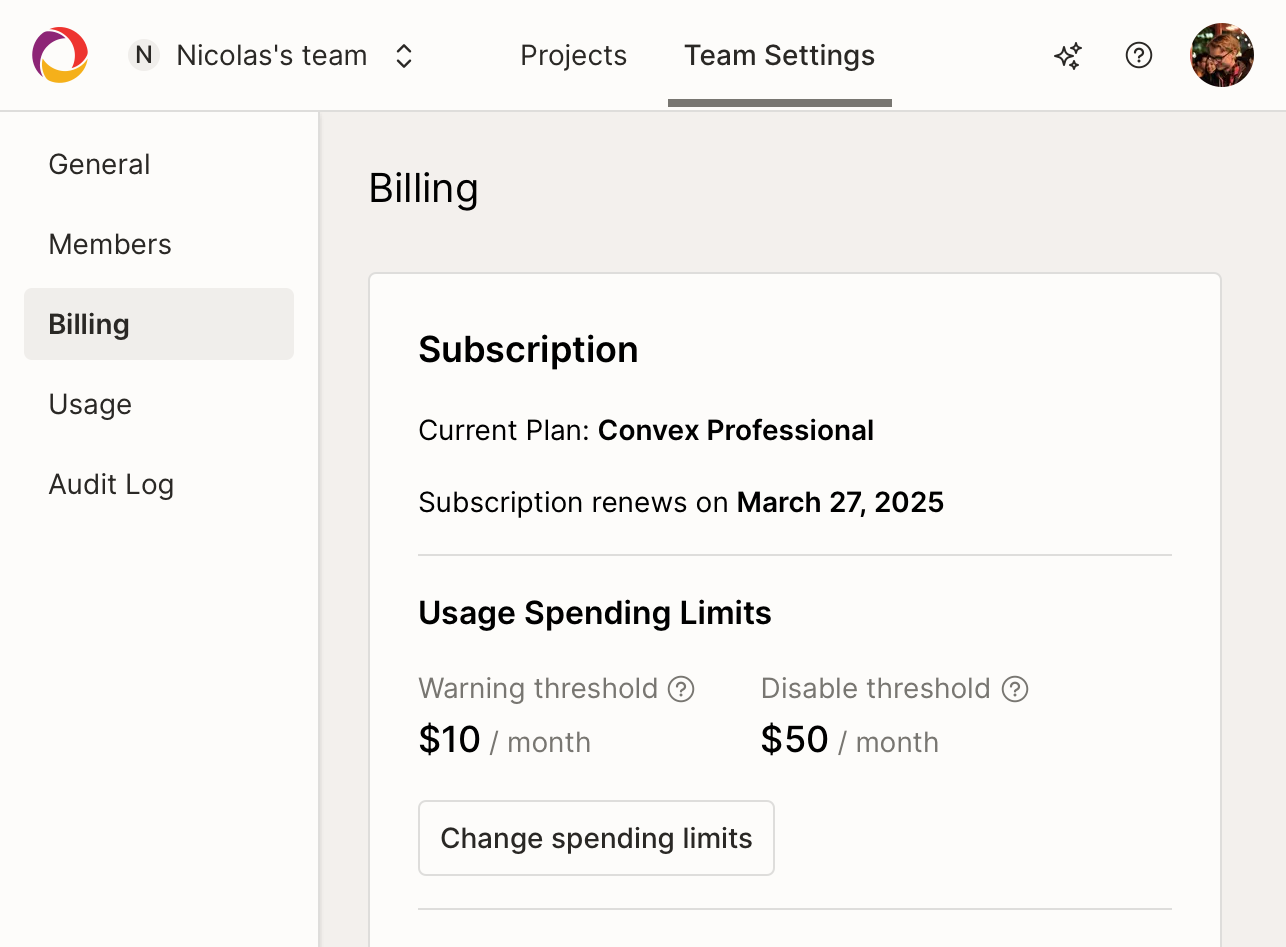 N Nicolas's team Projects Team Settings
General
Members
Billing
Usage
Audit Log
Billing
Subscription
Current Plan: Convex Professional
Subscription renews on March 27, 2025
Usage Spending Limits
Warning threshold Disable threshold
$10 / month $50 / month
Change spending limits